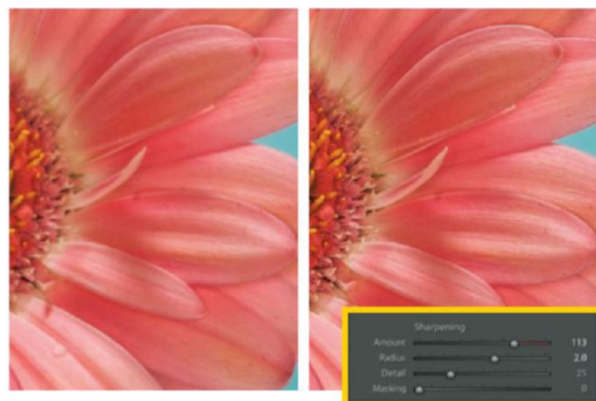 Sharpening
Amount 113
Radius 2.0
Detail 25
Masking 0